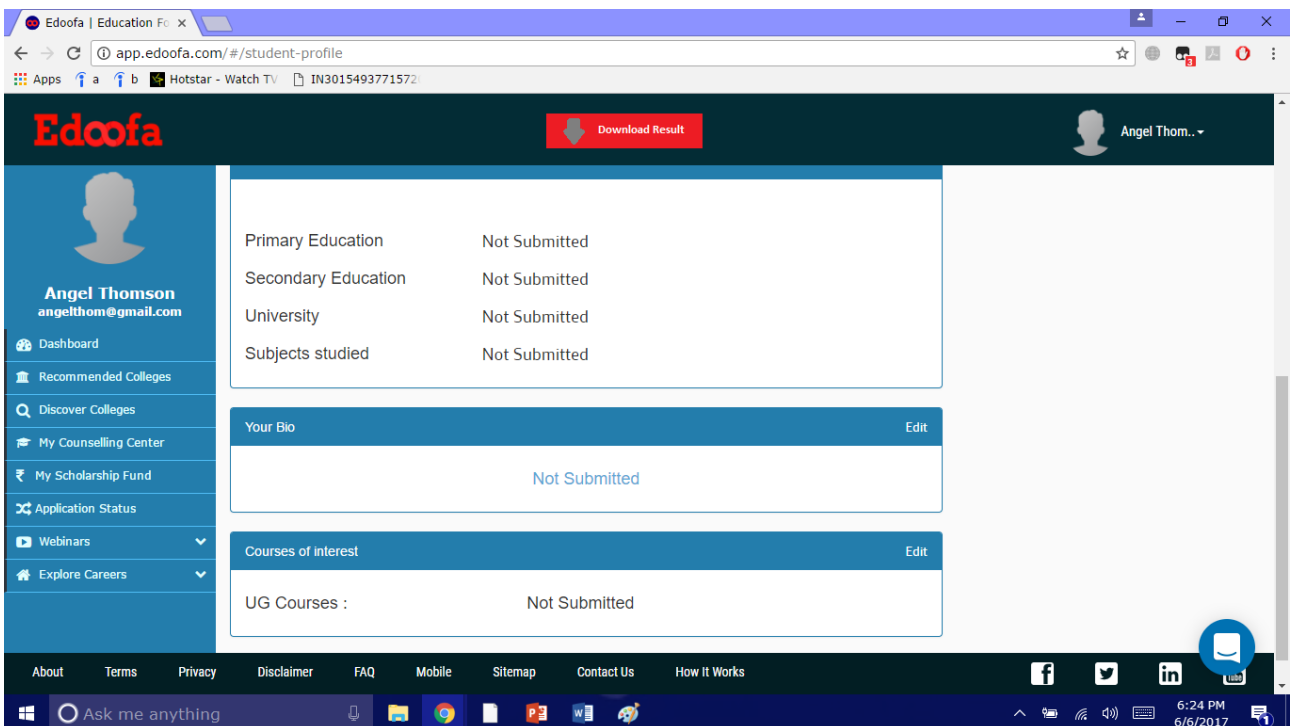 Edoofa | Education Fo
app.edoofa.com/#/student-profile
Apps a b Hotstar - Watch TV IN3015493771572
3
Edoofa
Download Result
Angel Thom..
Angel Thomson
angelthom@gmail.com
Dashboard
Recommended Colleges
Discover Colleges
My Counselling Center
₹ My Scholarship Fund
Application Status
Webinars
Explore Careers
Primary Education Not Submitted
Secondary Education Not Submitted
University Not Submitted
Subjects studied Not Submitted
Your Bio Edit
Not Submitted
Courses of interest Edit
UG Courses : Not Submitted
About Terms Privacy Disclaimer FAQ Mobile Sitemap Contact Us How It Works
f in Tube
Ask me anything
6:24 PM
6/6/2017
1